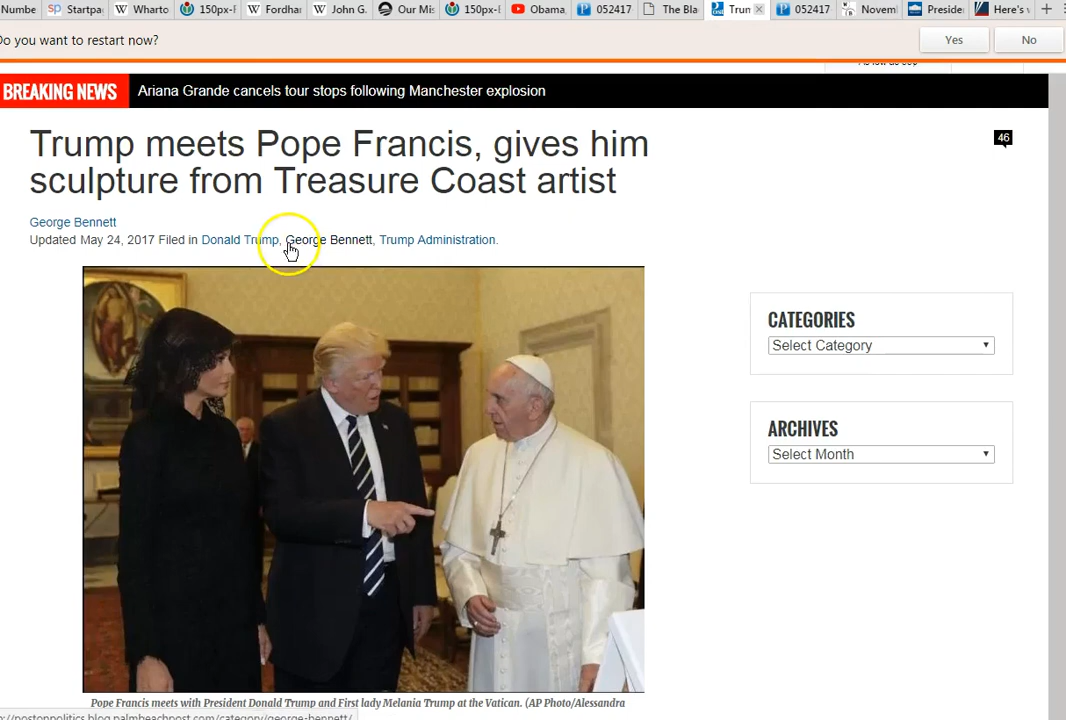 Numbe Startpa Wharto 150px-F Fordhar John G. Our Mis 150px-l Obama 052417 The Bla Trun 052417 Novem Preside Here's
Do you want to restart now? Yes No
BREAKING NEWS Ariana Grande cancels tour stops following Manchester explosion
Trump meets Pope Francis, gives him
sculpture from Treasure Coast artist
46
George Bennett
Updated May 24, 2017 Filed in Donald Trump, George Bennett, Trump Administration.
CATEGORIES
Select Category
ARCHIVES
Select Month
Pope Francis meets with President Donald Trump and First lady Melania Trump at the Vatican. (AP Photo/Alessandra
://postonpolitics.blog.palmbeachpost.com/category/george-bennett/